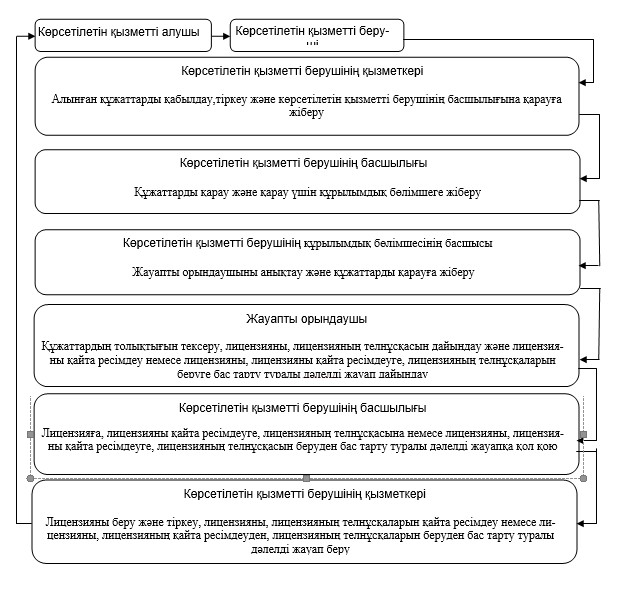 Көрсетілетін қызметті алушы
Көрсетілетін қызметті беру-
ші
Көрсетілетін қызметті берушінің қызметкері
Алынған құжаттарды қабылдау,тіркеу және көрсетілетін қызметті берушінің басшылығына қарауға
жіберу
Көрсетілетін қызметті берушінің басшылығы
Құжаттарды қарау және қарау үшін құрылымдық бөлімшеге жіберу
Көрсетілетін қызметті берушінің құрылымдық бөлімшесінің басшысы
Жауапты орындаушыны анықтау және құжаттарды қарауға жіберу
Жауапты орындаушы
Құжаттардың толықтығын тексеру, лицензияны, лицензияның телнұсқасын дайындау және лицензия-
ны қайта ресімдеу немесе лицензияны, лицензияны қайта ресімдеуге, лицензияның телнұсқаларын
беруге бас тарту туралы дәлелді жауап дайындау
Көрсетілетін қызметті берушінің басшылығы
Лицензияға, лицензияны қайта ресімдеуге, лицензияның телнұсқасына немесе лицензияны, лицензия-
ны қайта ресімдеуге, лицензияның телнұсқасын беруден бас тарту туралы дәлелді жауапқа қол қою
Көрсетілетін қызметті берушінің қызметкері
Лицензияны беру және тіркеу, лицензияны, лицензияның телнұсқаларын қайта ресімдеу немесе ли-
цензияны, лицензияның қайта ресімдеуден, лицензияның телнұсқаларын беруден бас тарту туралы
дәлелді жауап беру